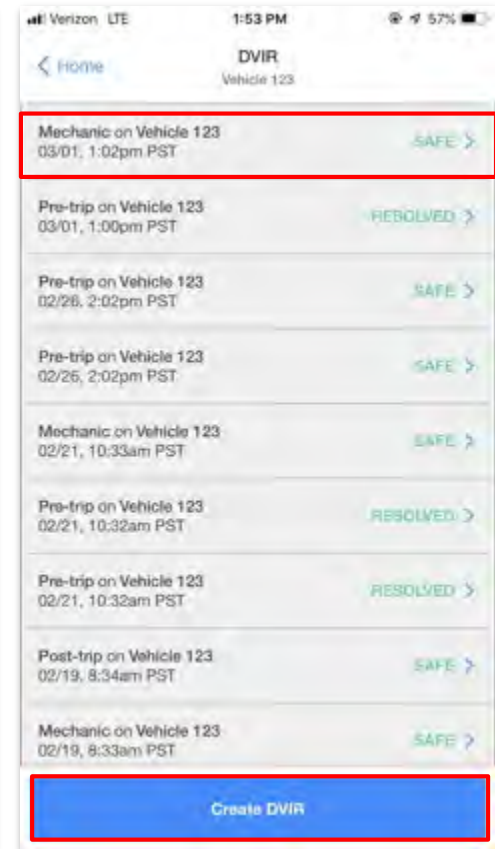 Verizon LTE 1:53 PM 57%
Home DVIR
Vehicle 123
Mechanic on Vehicle 123
03/01, 1:02pm PST SAFE
Pre-trip on Vehicle 123
03/01, 1:00pm PST RESOLVED
Pre-trip on Vehicle 123
02/26, 2:02pm PST SAFE
Pre-trip on Vehicle 123
02/26, 2:02pm PST SAFE
Mechanic on Vehicle 123
02/21, 10:33am PST SAFE
Pre-trip on Vehicle 123
02/21, 10:32am PST RESOLVED
Pre-trip on Vehicle 123
02/21, 10:32am PST RESOLVED
Post-trip on Vehicle 123
02/19, 8:34am PST SAFE
Mechanic on Vehicle 123
02/19, 8:33am PST SAFE
Create DVIR